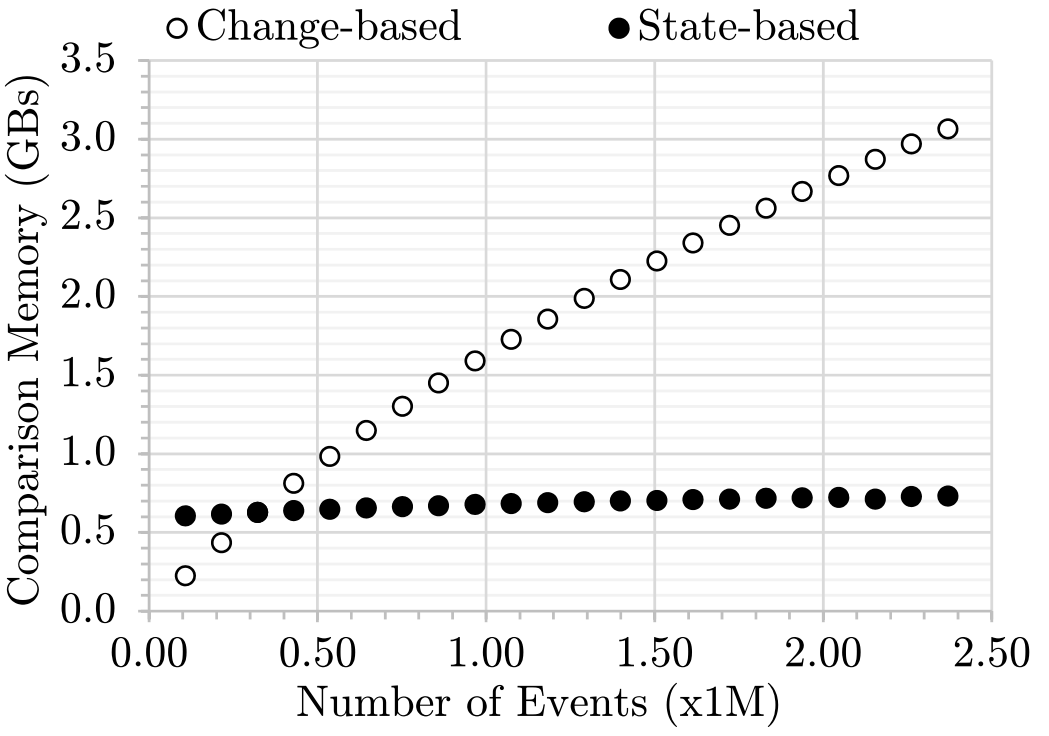 Change-based State-based
3.5
3.0
2.5
2.0
1.5
1.0
0.5
0.0
Comparison Memory (GBs)
0.00 0.50 1.00 1.50 2.00 2.50
Number of Events (x1M)